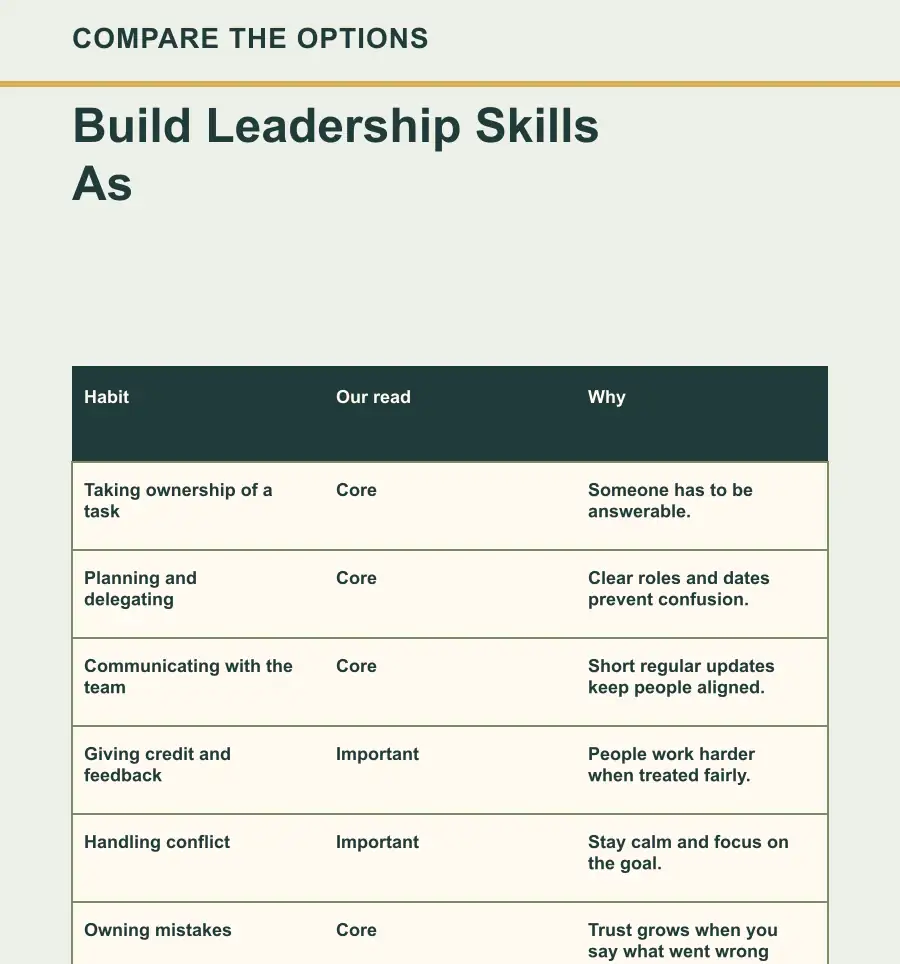 COMPARE THE OPTIONS
Build Leadership Skills
As
Habit
Our read
Why
Taking ownership of a
task
Core
Someone has to be
answerable.
Planning and
delegating
Core
Clear roles and dates
prevent confusion.
Communicating with the
team
Core
Short regular updates
keep people aligned.
Giving credit and
feedback
Important
People work harder
when treated fairly.
Handling conflict
Important
Stay calm and focus on
the goal.
Owning mistakes
Core
Trust grows when you
say what went wrong